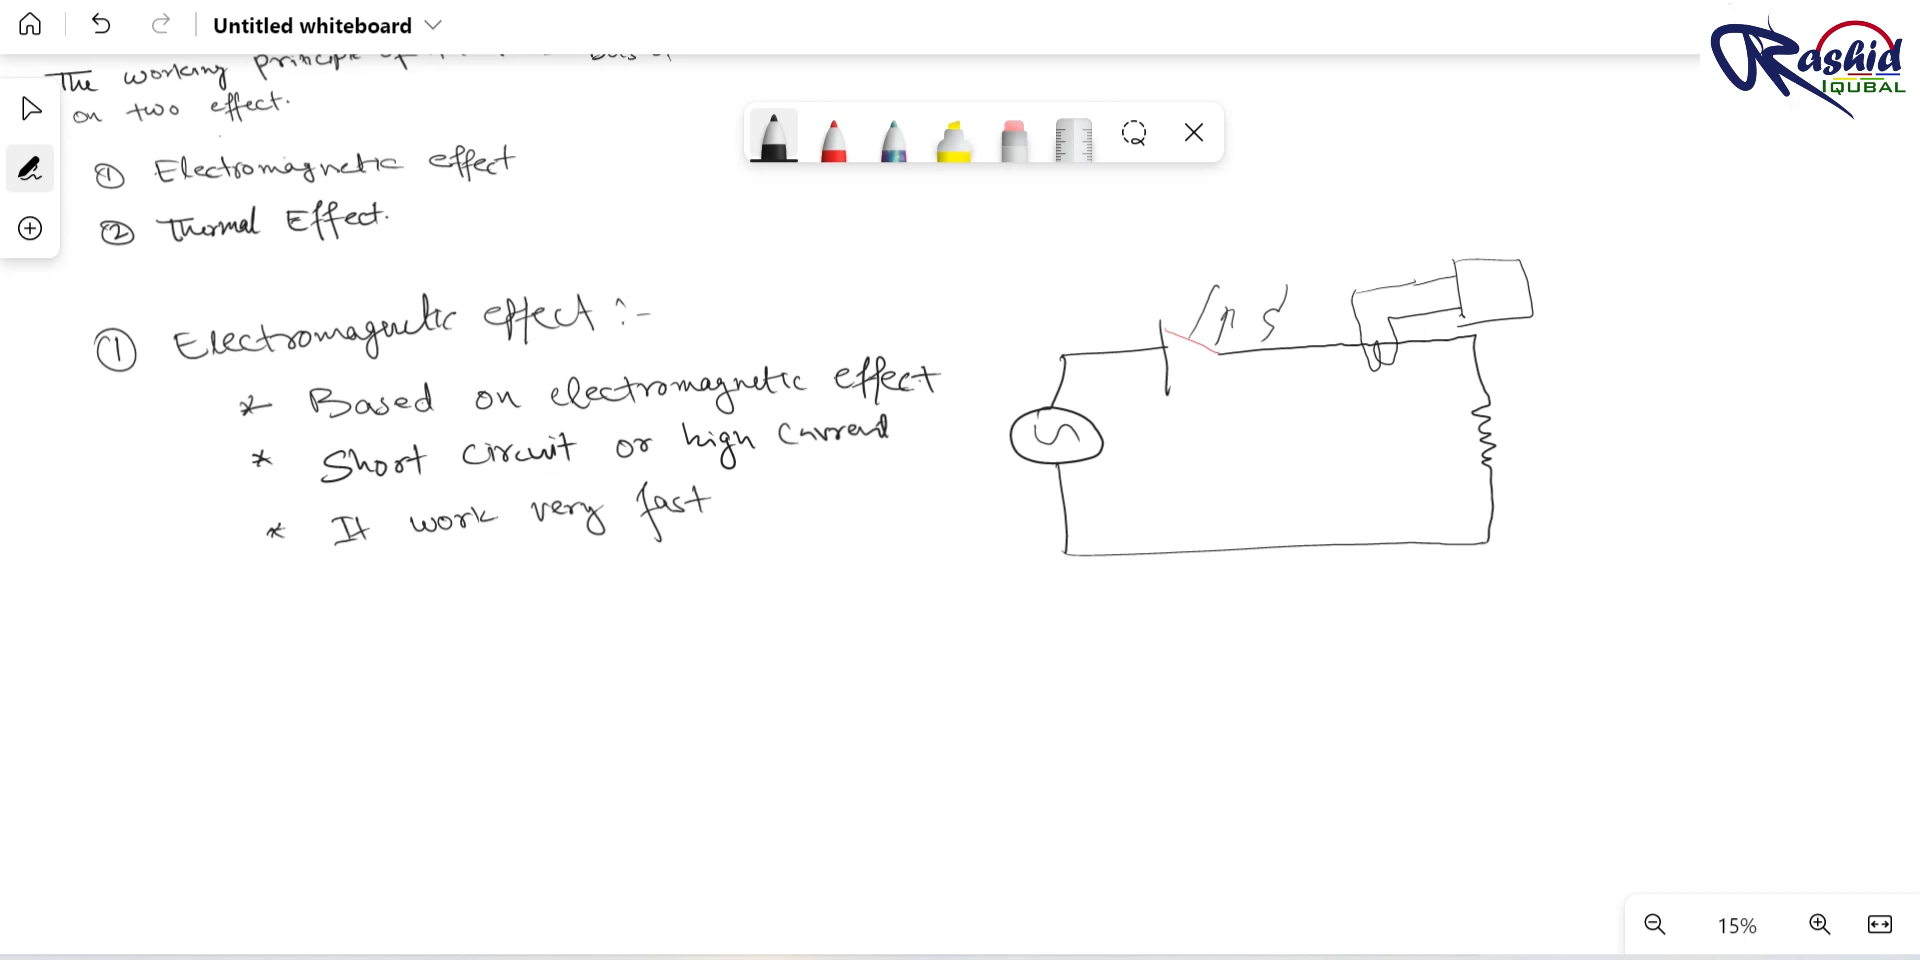 Untitled whiteboard
Rashid
IQUBAL
The working principle of
on two effect.
① Electromagnetic effect
② Thermal Effect.
① Electromagnetic effect :-
* Based on electromagnetic effect
* Short circuit or high Current
* It work very fast
15%